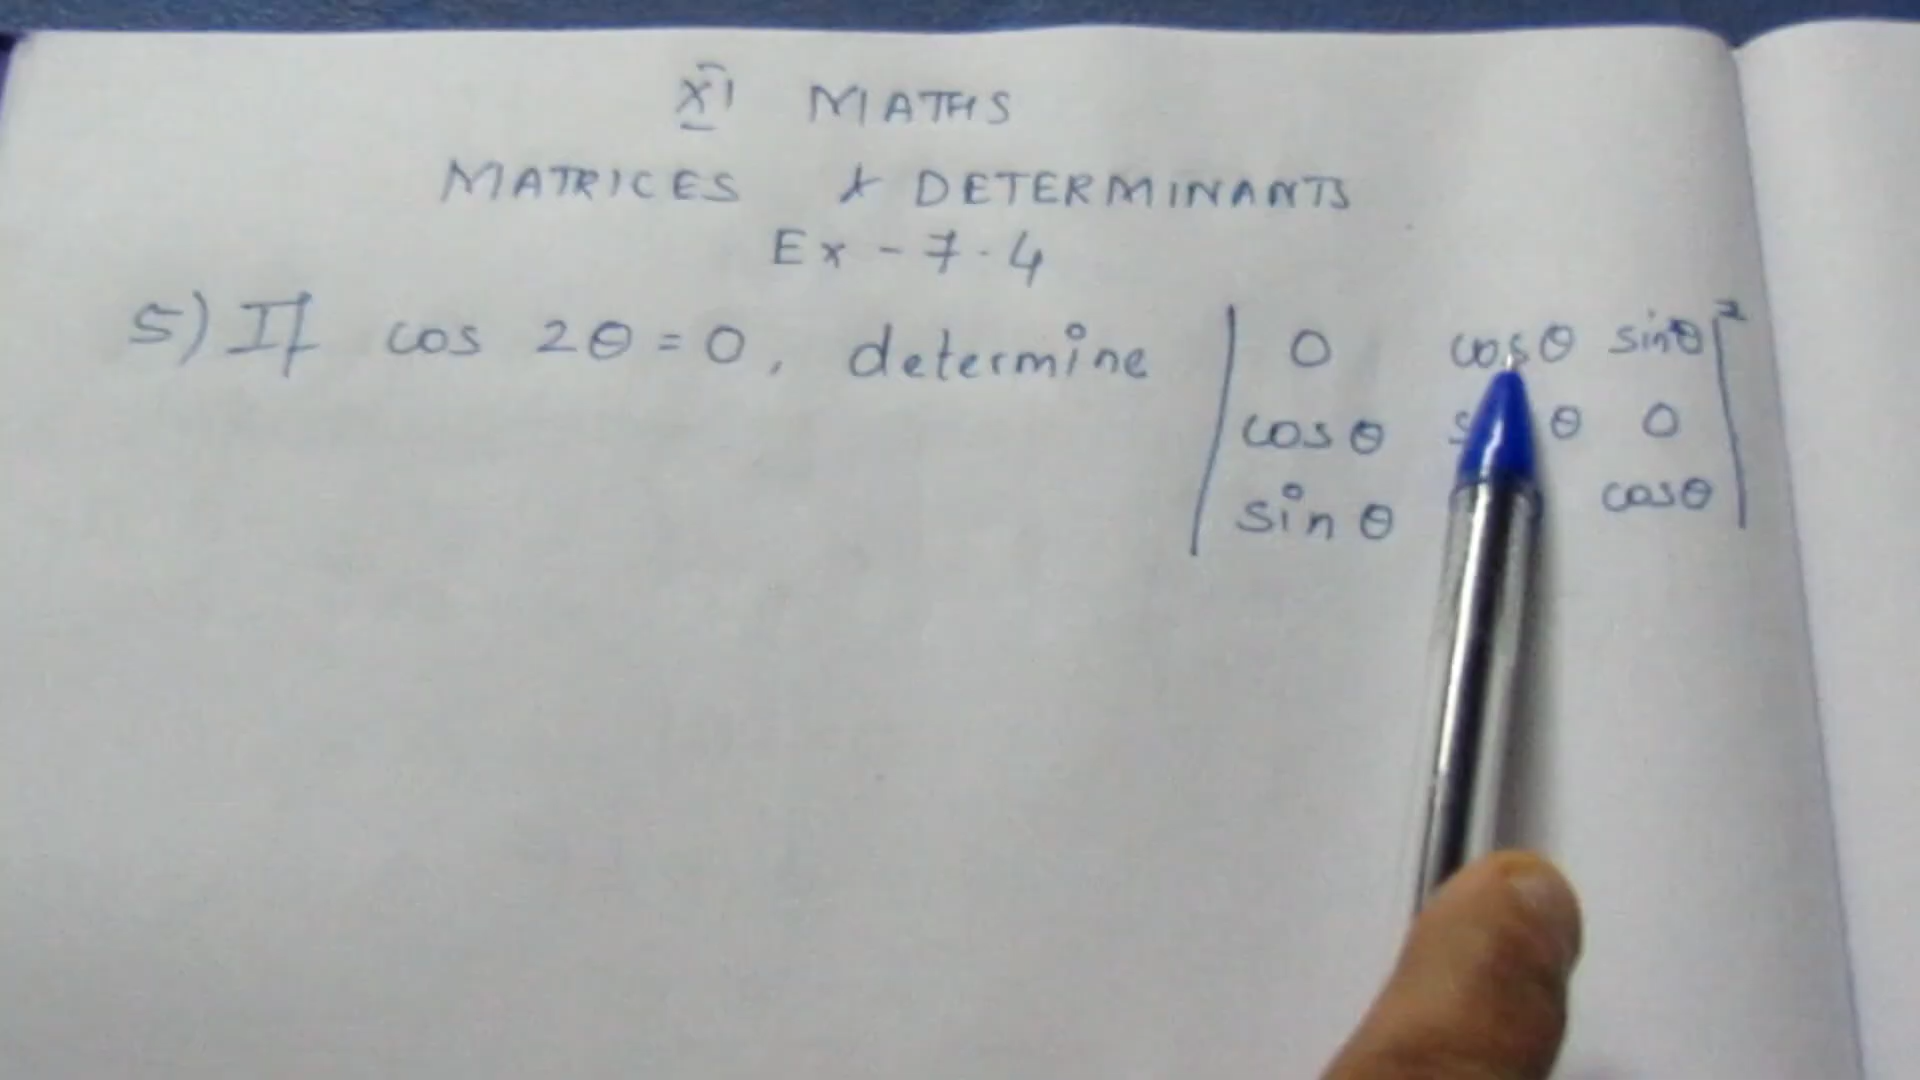 XI MATHS
MATRICES & DETERMINANTS
Ex - 7.4
5) If cos 2θ = 0, determine | 0 cosθ sinθ |²
| cosθ θ 0 |
| sinθ cosθ |